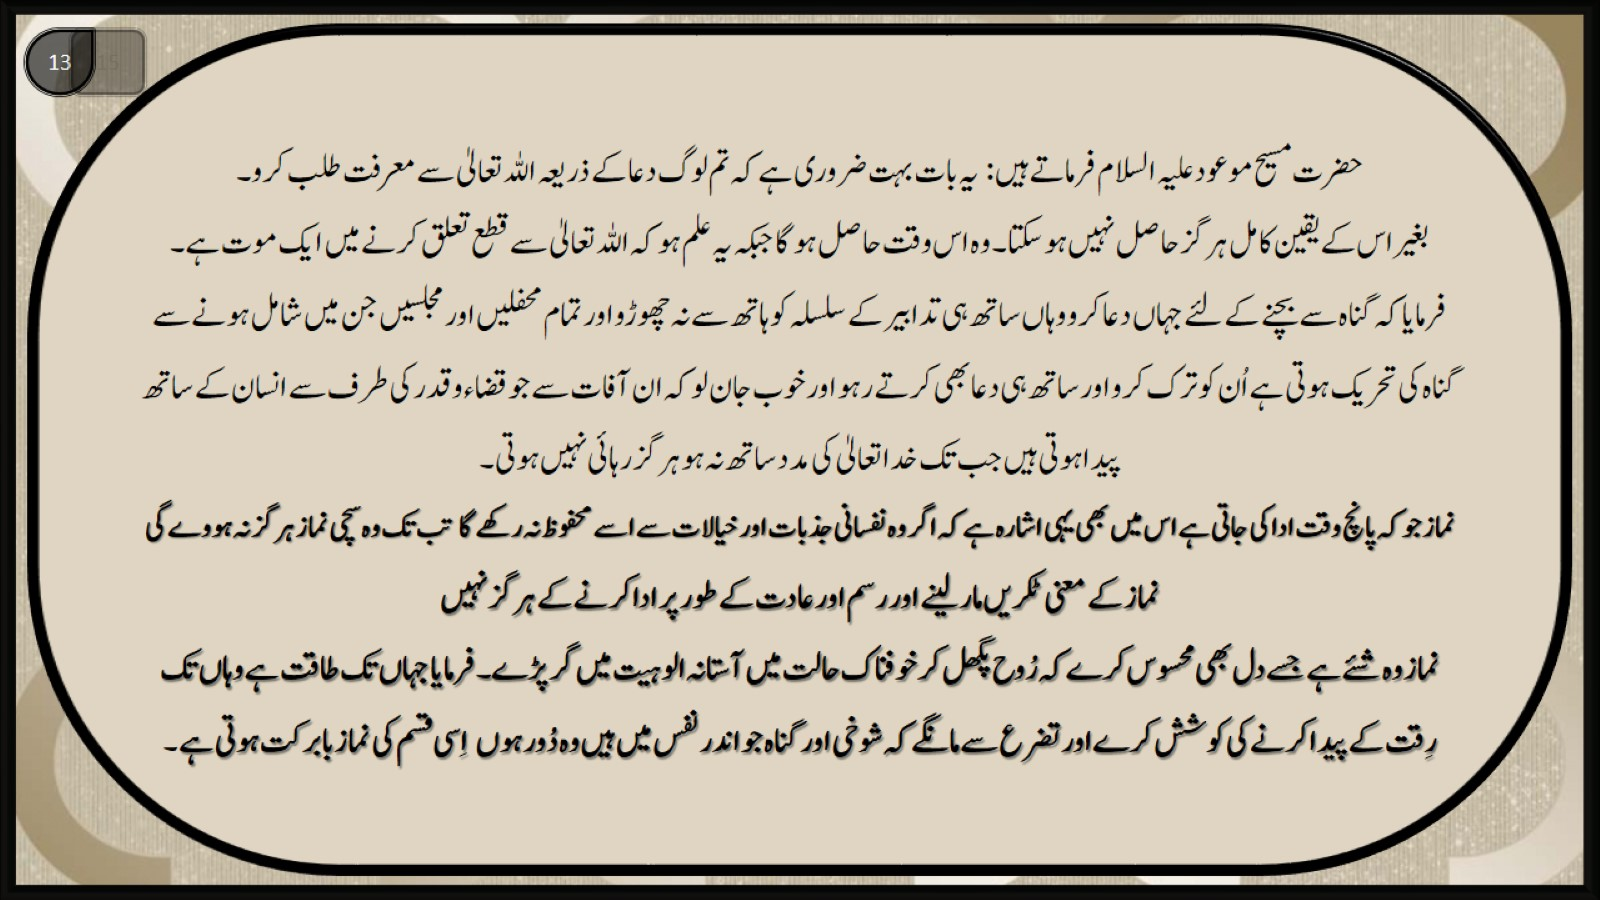 13
حضرت مسیح موعود علیہ السلام فرماتے ہیں: یہ بات بہت ضروری ہے کہ تم لوگ دعا کے ذریعہ اللہ تعالیٰ سے معرفت طلب کرو۔
بغیر اس کے یقین کامل ہرگز حاصل نہیں ہو سکتا۔ وہ اس وقت حاصل ہو گا جبکہ یہ علم ہو کہ اللہ تعالیٰ سے قطع تعلق کرنے میں ایک موت ہے۔
فرمایا کہ گناہ سے بچنے کے لئے جہاں دعا کرو وہاں ساتھ ہی تدابیر کے سلسلہ کو ہاتھ سے نہ چھوڑو اور تمام محفلیں اور مجلسیں جن میں شامل ہونے سے
گناہ کی تحریک ہوتی ہے اُن کو ترک کرو اور ساتھ ہی دعا بھی کرتے رہو اور خوب جان لو کہ ان آفات سے جو قضاء و قدر کی طرف سے انسان کے ساتھ
پیدا ہوتی ہیں جب تک خدا تعالیٰ کی مدد ساتھ نہ ہو ہرگز رہائی نہیں ہوتی۔
نماز جو کہ پانچ وقت ادا کی جاتی ہے اس میں بھی یہی اشارہ ہے کہ اگر وہ نفسانی جذبات اور خیالات سے اسے محفوظ نہ رکھے گا تب تک وہ سچی نماز ہرگز نہ ہووے گی
نماز کے معنی ٹکریں مار لینے اور رسم اور عادت کے طور پر ادا کرنے کے ہرگز نہیں
نماز وہ شئے ہے جسے دل بھی محسوس کرے کہ رُوح پگھل کر خوفناک حالت میں آستانہ الوہیت میں گر پڑے۔ فرمایا جہاں تک طاقت ہے وہاں تک
رِقت کے پیدا کرنے کی کوشش کرے اور تضرع سے مانگے کہ شوخی اور گناہ جو اندر نفس میں ہیں وہ دُور ہوں اِسی قسم کی نماز بابرکت ہوتی ہے۔